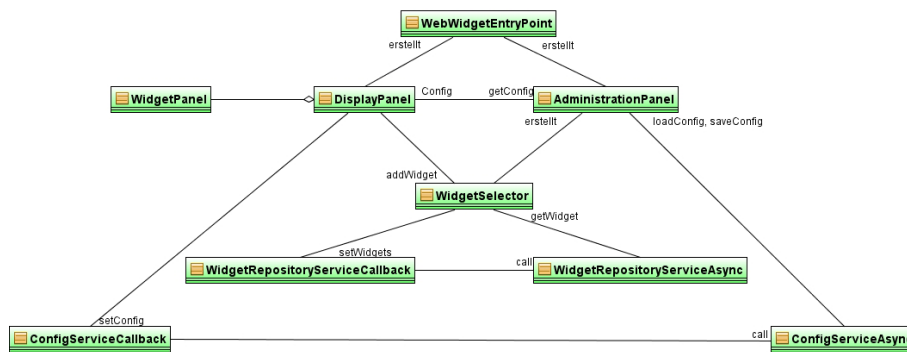 WebWidgetEntryPoint
erstellt
erstellt
WidgetPanel
DisplayPanel
Config
getConfig
AdministrationPanel
erstellt
loadConfig, saveConfig
addWidget
WidgetSelector
getWidget
setWidgets
WidgetRepositoryServiceCallback
call
WidgetRepositoryServiceAsync
setConfig
ConfigServiceCallback
call
ConfigServiceAsync